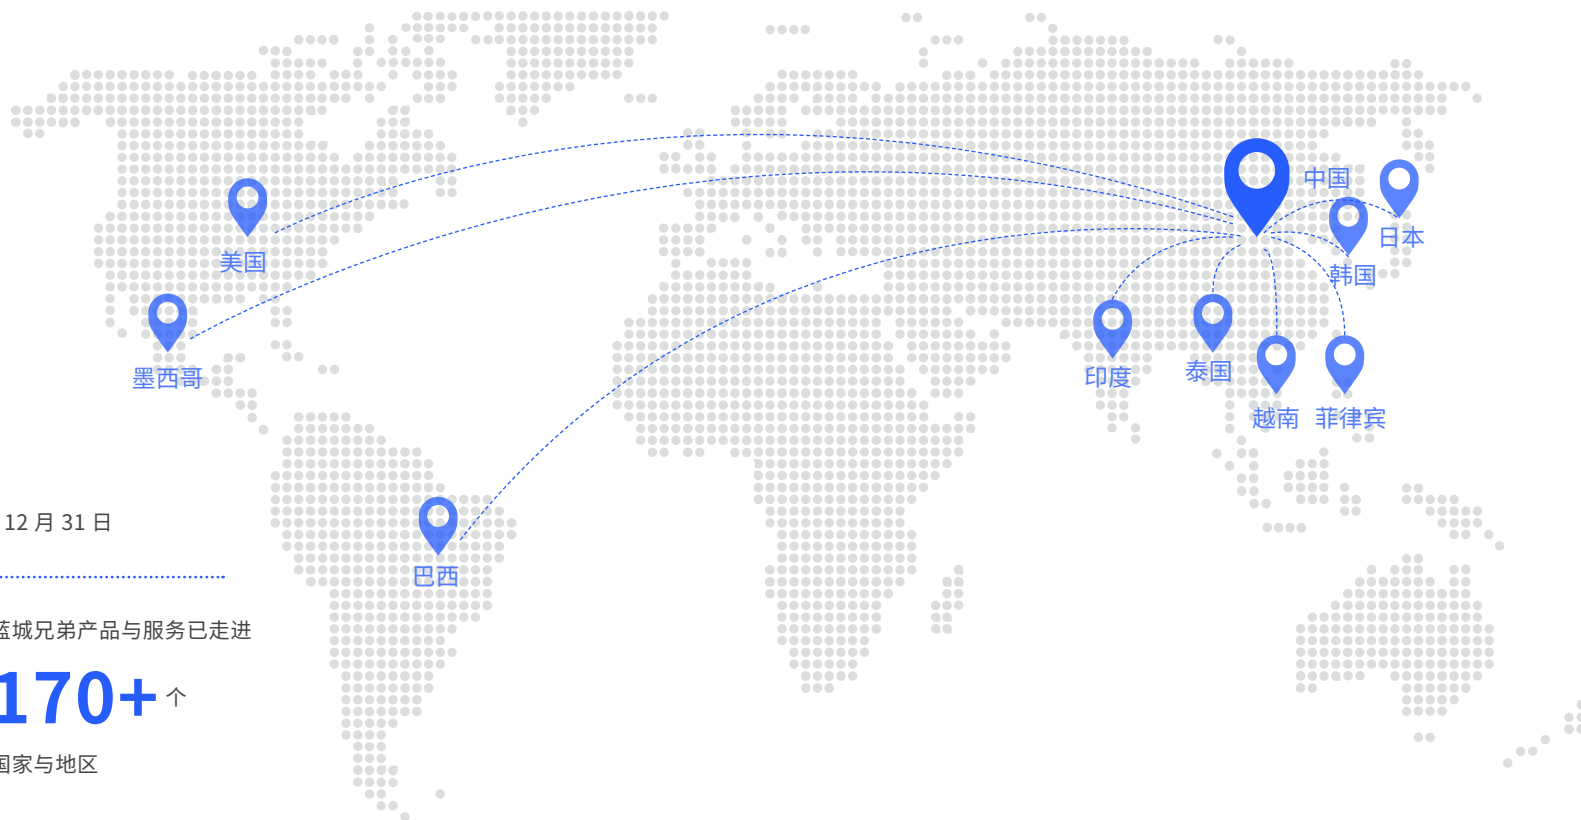 中国
日本
美国
韩国
墨西哥
印度
泰国
越南
菲律宾
12 月 31 日
巴西
蓝城兄弟产品与服务已走进
170+ 个
国家与地区